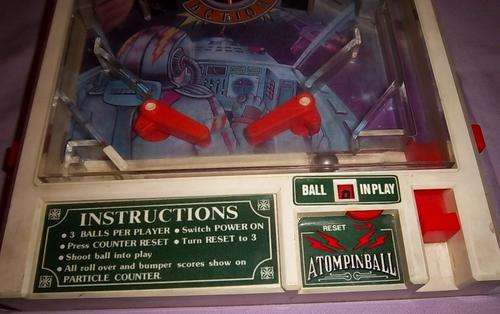 BALL IN PLAY
INSTRUCTIONS
● 3 BALLS PER PLAYER ● Switch POWER ON
● Press COUNTER RESET ● Turn RESET to 3
● Shoot ball into play
● All roll over and bumper scores show on
PARTICLE COUNTER.
RESET
ATOMPINBALL